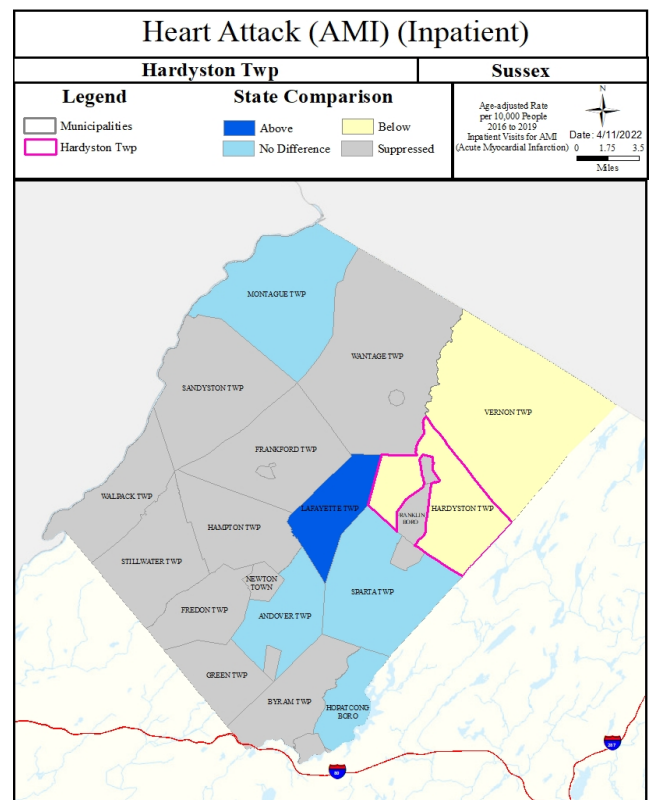 Heart Attack (AMI) (Inpatient)
Hardyston Twp
Sussex
Legend
Municipalities
Hardyston Twp
State Comparison
Above
Below
No Difference
Suppressed
Age-adjusted Rate
per 10,000 People
2016 to 2019
Inpatient Visits for AMI
(Acute Myocardial Infarction)
N
Date: 4/11/2022
0 1.75 3.5
Miles
MONTAGUE TWP
WANTAGE TWP
SANDYSTON TWP
VERNON TWP
FRANKFORD TWP
WALPACK TWP
LAFAYETTE TWP
HARDYSTON TWP
RANKLIN
BORO
HAMPTON TWP
STILLWATER TWP
NEWTON
TOWN
SPARTA TWP
FREDON TWP
ANDOVER TWP
GREEN TWP
BYRAM TWP
HOPATCONG
BORO
80
287